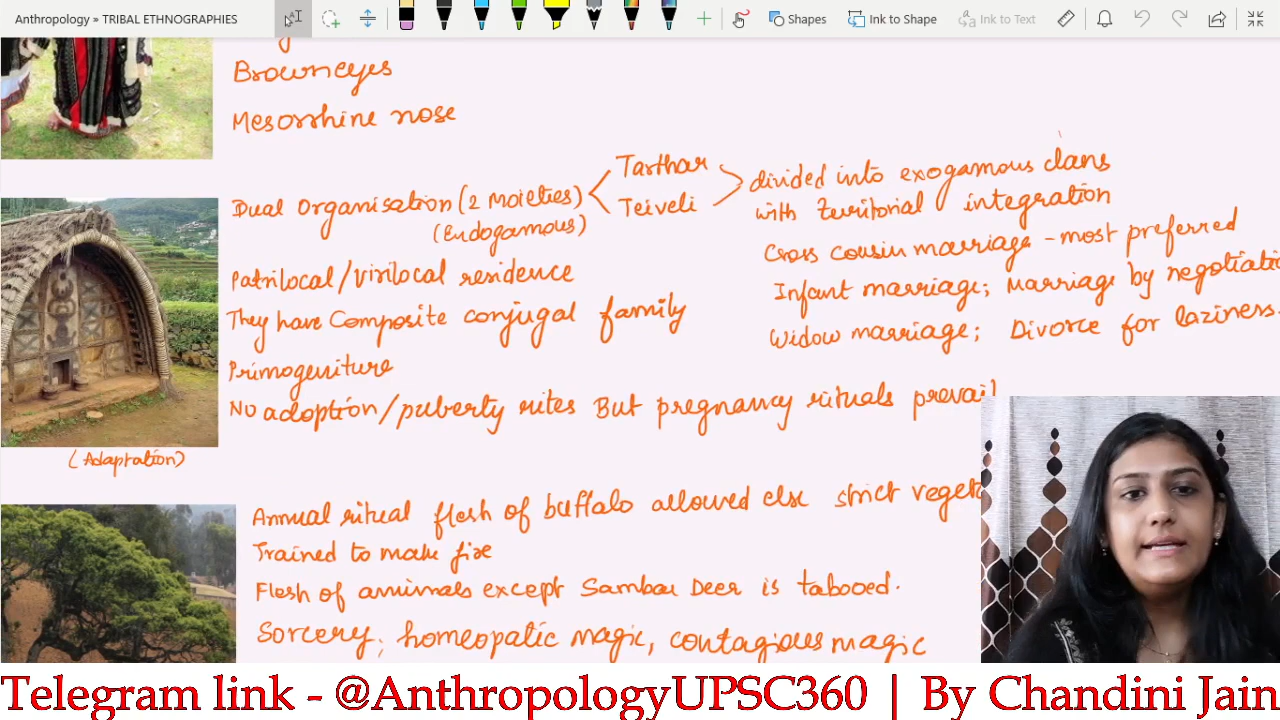 Anthropology » TRIBAL ETHNOGRAPHIES
Shapes
Ink to Shape
Ink to Text
Brown eyes
Mesorrhine nose
Dual Organisation (2 Moieties)
(Endogamous)
Tarthar
Teiveli
divided into exogamous clans
with territorial integration
Cross cousin marriage - most preferred
Infant marriage; Marriage by negotiatio
Widow marriage; Divorce for laziness.
Patrilocal/virilocal residence
They have Composite conjugal family
Primogeniture
No adoption/puberty rites But pregnancy rituals prevail
(Adaptation)
Annual ritual flesh of buffalo allowed else strict veget
Trained to make fire
Flesh of animals except Sambar Deer is tabooed.
Sorcery, homeopatic magic, contagious magic
Telegram link - @AnthropologyUPSC360 | By Chandini Jain